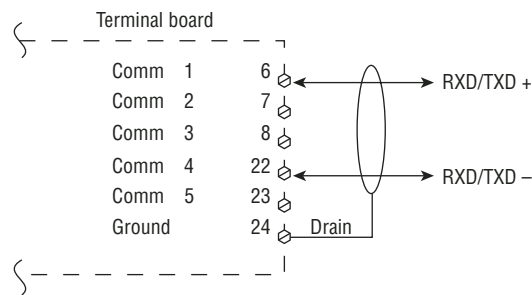 Terminal board
Comm 1 6 RXD/TXD +
Comm 2 7
Comm 3 8
Comm 4 22 RXD/TXD –
Comm 5 23
Ground 24 Drain